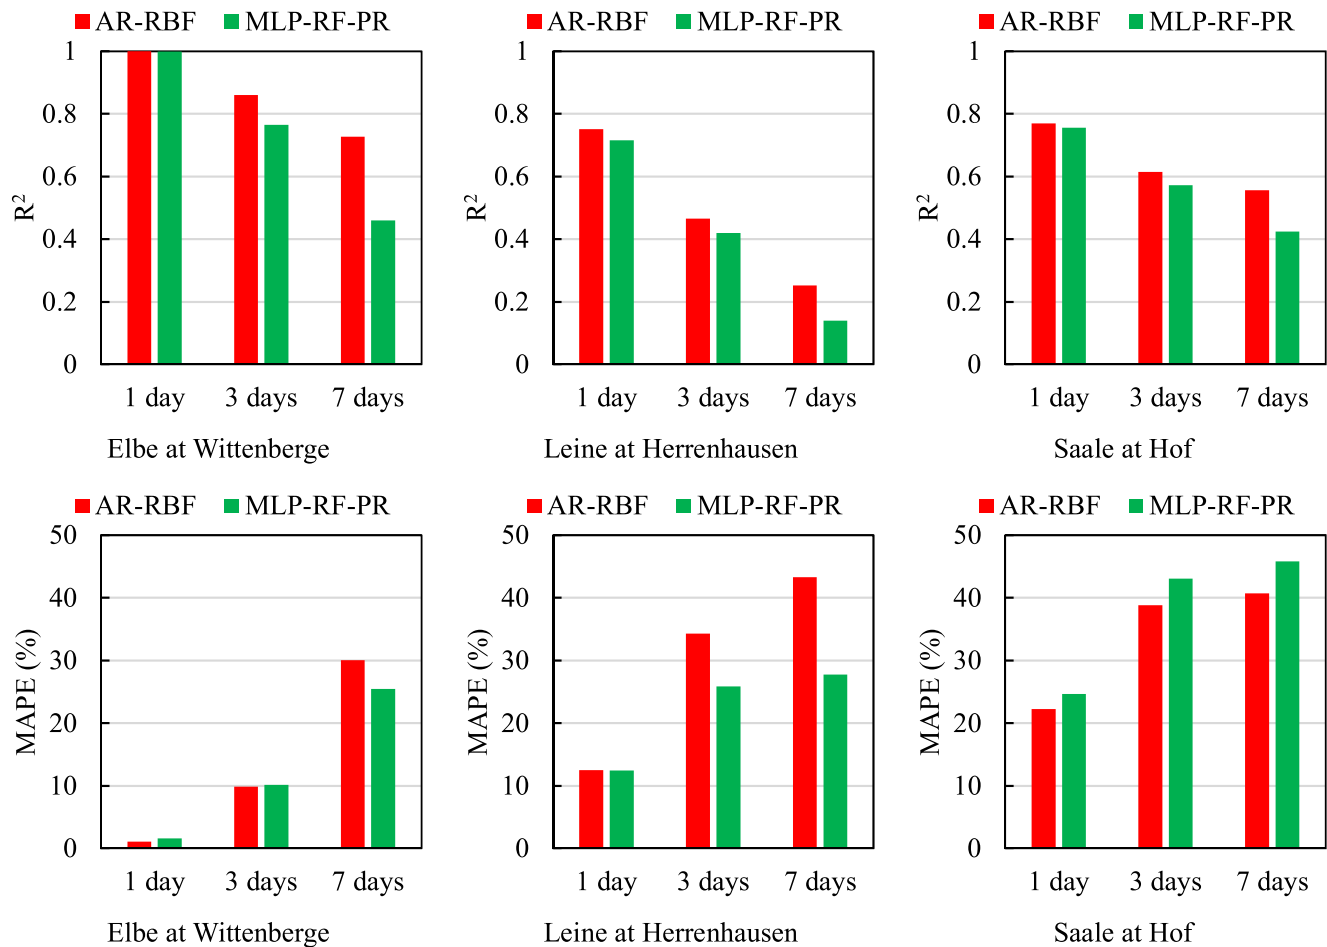 AR-RBF MLP-RF-PR
1
0.8
0.6
0.4
0.2
0
R²
1 day 3 days 7 days
Elbe at Wittenberge
AR-RBF MLP-RF-PR
1
0.8
0.6
0.4
0.2
0
R²
1 day 3 days 7 days
Leine at Herrenhausen
AR-RBF MLP-RF-PR
1
0.8
0.6
0.4
0.2
0
R²
1 day 3 days 7 days
Saale at Hof
AR-RBF MLP-RF-PR
50
40
30
20
10
0
MAPE (%)
1 day 3 days 7 days
Elbe at Wittenberge
AR-RBF MLP-RF-PR
50
40
30
20
10
0
MAPE (%)
1 day 3 days 7 days
Leine at Herrenhausen
AR-RBF MLP-RF-PR
50
40
30
20
10
0
MAPE (%)
1 day 3 days 7 days
Saale at Hof